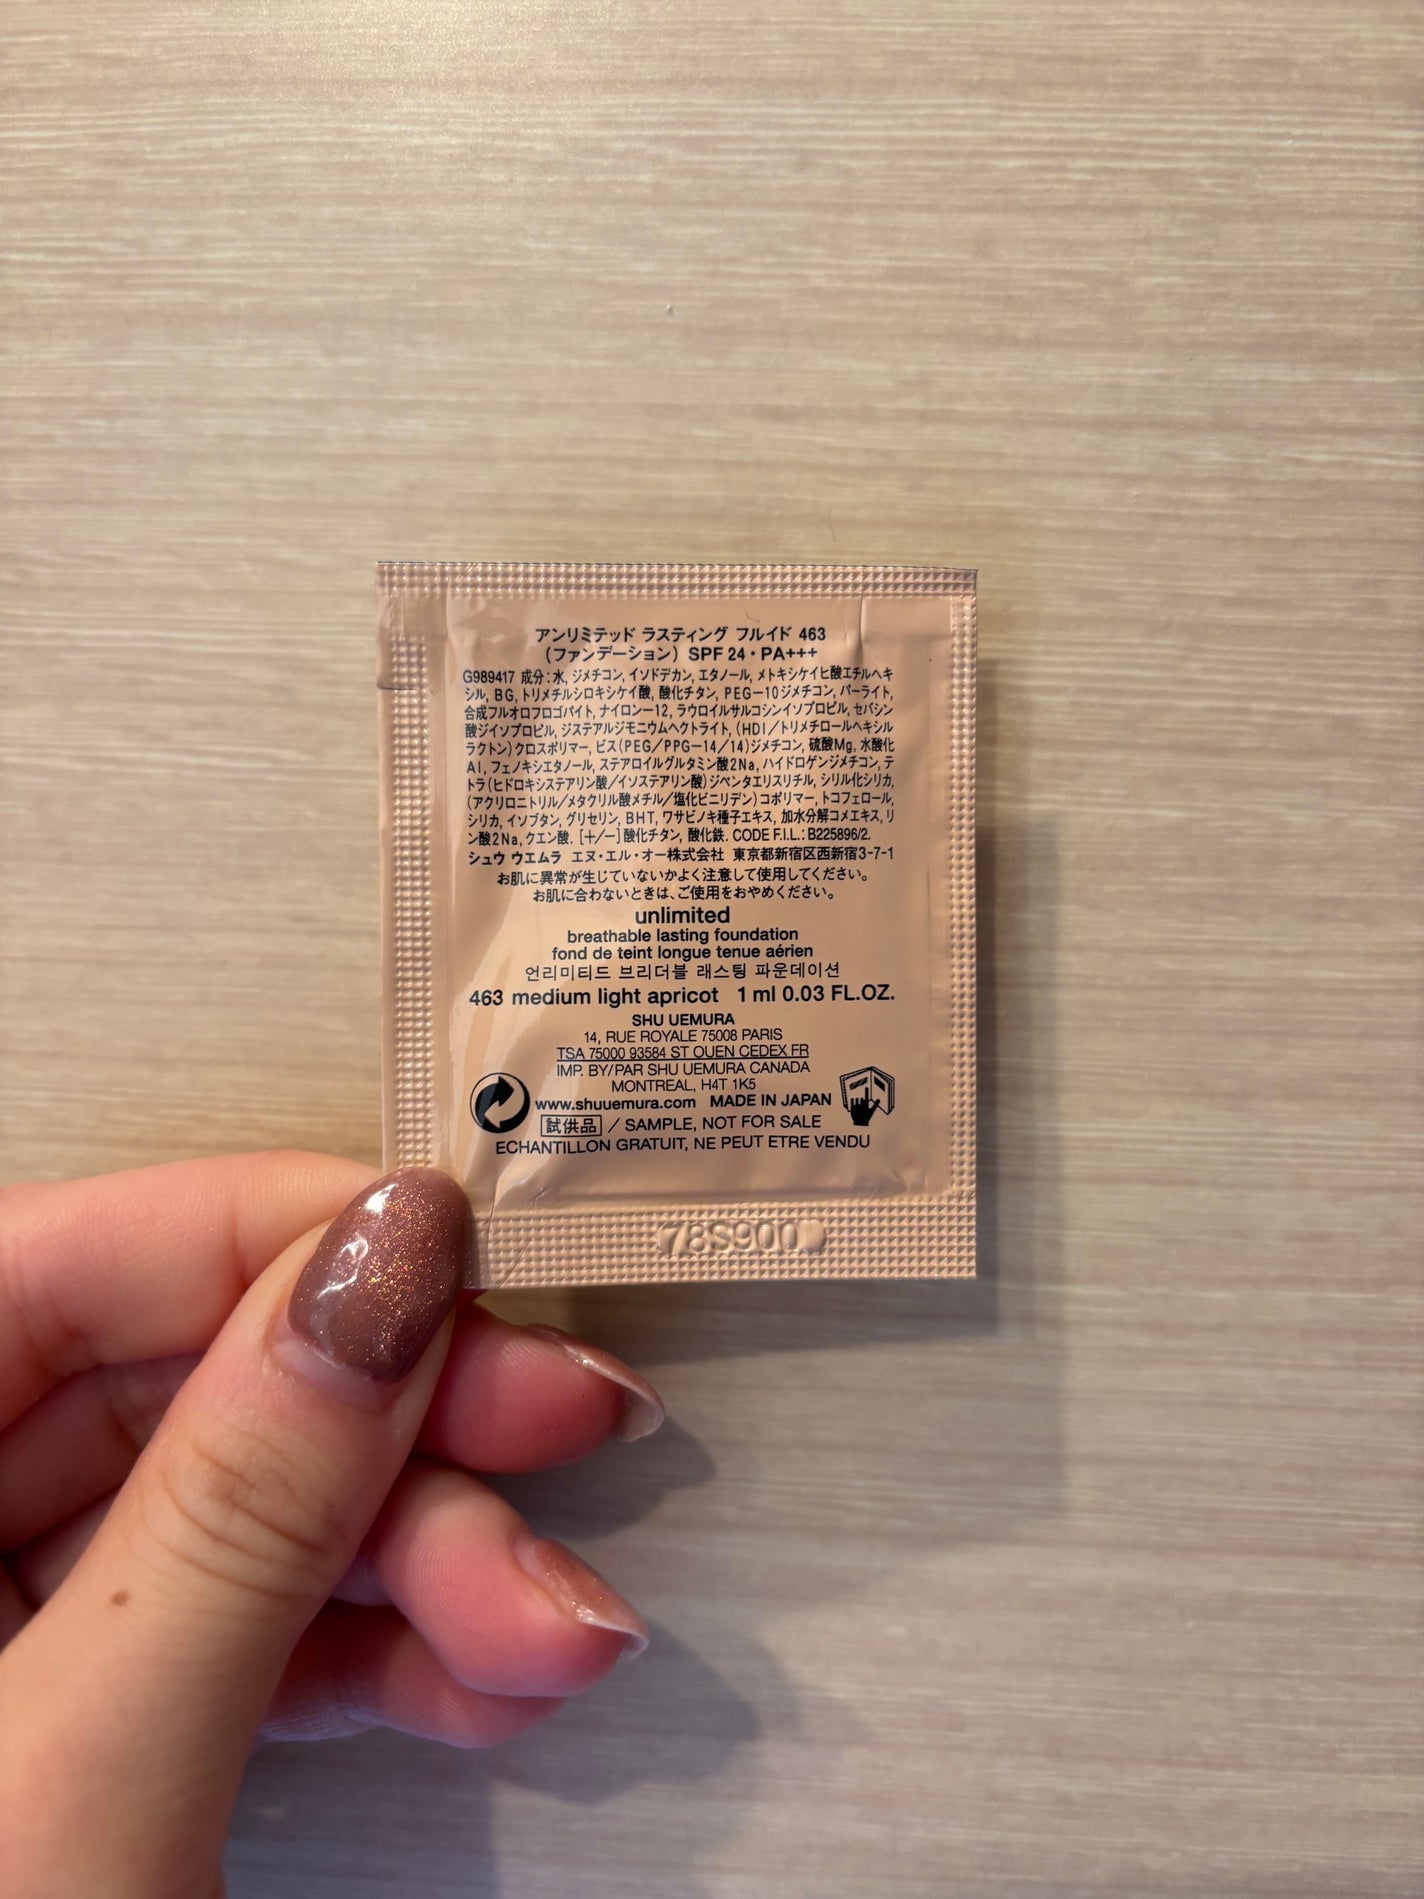 アンリミテッド ラスティング フルイド 463
（ファンデーション） SPF 24・PA+++
G989417 成分：水, ジメチコン, イソドデカン, エタノール, メトキシケイヒ酸エチルヘキ
シル, BG, トリメチルシロキシケイ酸, 酸化チタン, PEG－10ジメチコン, パーライト,
合成フルオロフロゴパイト, ナイロン－12, ラウロイルサルコシンイソプロピル, セバシン
酸ジイソプロピル, ジステアルジモニウムヘクトライト, （HDI／トリメチロールヘキシル
ラクトン）クロスポリマー, ビス（PEG／PPG－14／14）ジメチコン, 硫酸Mg, 水酸化
Al, フェノキシエタノール, ステアロイルグルタミン酸2Na, ハイドロゲンジメチコン, テ
トラ（ヒドロキシステアリン酸／イソステアリン酸）ジペンタエリスリチル, シリル化シリカ,
（アクリロニトリル／メタクリル酸メチル／塩化ビニリデン）コポリマー, トコフェロール,
シリカ, イソブタン, グリセリン, BHT, ワサビノキ種子エキス, 加水分解コメエキス, リ
ン酸2Na, クエン酸. [＋/－] 酸化チタン, 酸化鉄. CODE F.I.L.: B225896/2.
シュウ ウエムラ エヌ・エル・オー株式会社 東京都新宿区西新宿3-7-1
お肌に異常が生じていないかよく注意して使用してください。
お肌に合わないときは、ご使用をおやめください。
unlimited
breathable lasting foundation
fond de teint longue tenue aérien
언리미티드 브리더블 래스팅 파운데이션
463 medium light apricot 1 ml 0.03 FL.OZ.
SHU UEMURA
14, RUE ROYALE 75008 PARIS
TSA 75000 93584 ST OUEN CEDEX FR
IMP. BY/PAR SHU UEMURA CANADA
MONTREAL, H4T 1K5
www.shuuemura.com MADE IN JAPAN
試供品 / SAMPLE, NOT FOR SALE
ECHANTILLON GRATUIT, NE PEUT ETRE VENDU
78S900